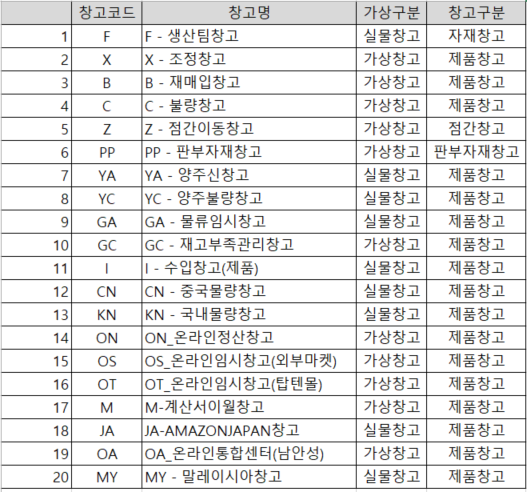 창고코드 창고명 가상구분 창고구분
1 F F - 생산팀창고 실물창고 자재창고
2 X X - 조정창고 가상창고 제품창고
3 B B - 재매입창고 가상창고 제품창고
4 C C - 불량창고 가상창고 제품창고
5 Z Z - 점간이동창고 가상창고 점간창고
6 PP PP - 판부자재창고 가상창고 판부자재창고
7 YA YA - 양주신창고 실물창고 제품창고
8 YC YC - 양주불량창고 실물창고 제품창고
9 GA GA - 물류임시창고 실물창고 제품창고
10 GC GC - 재고부족관리창고 가상창고 제품창고
11 I I - 수입창고(제품) 실물창고 제품창고
12 CN CN - 중국물량창고 실물창고 제품창고
13 KN KN - 국내물량창고 실물창고 제품창고
14 ON ON_온라인정산창고 가상창고 제품창고
15 OS OS_온라인임시창고(외부마켓) 가상창고 제품창고
16 OT OT_온라인임시창고(탑텐몰) 가상창고 제품창고
17 M M-계산서이월창고 가상창고 제품창고
18 JA JA-AMAZONJAPAN창고 실물창고 제품창고
19 OA OA_온라인통합센터(남안성) 가상창고 제품창고
20 MY MY - 말레이시아창고 실물창고 제품창고